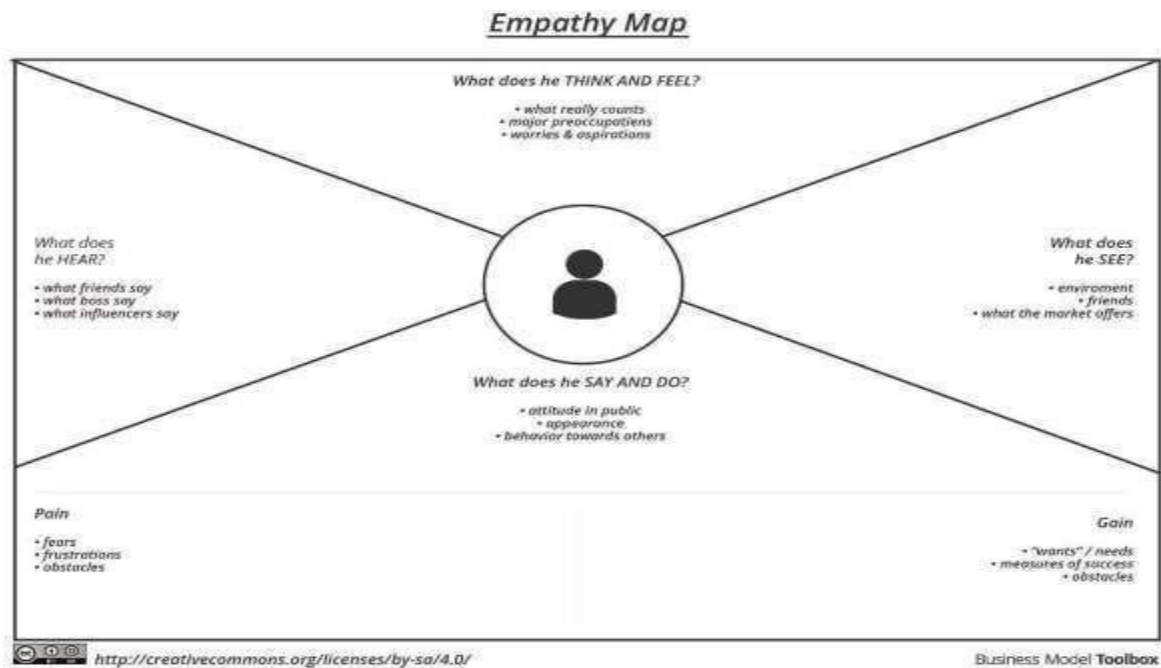 Empathy Map
What does he THINK AND FEEL?
• what really counts
• major preoccupatiens
• worries & aspirations
What does
he HEAR?
• what friends say
• what boss say
• what influencers say
What does
he SEE?
• enviroment
• friends
• what the market offers
What does he SAY AND DO?
• attitude in public
• appearance
• behavior towards others
Pain
• fears
• frustrations
• obstacles
Gain
• "wants" / needs
• measures of success
• obstacles
cc BY SA
http://creativecommons.org/licenses/by-sa/4.0/
Business Model Toolbox